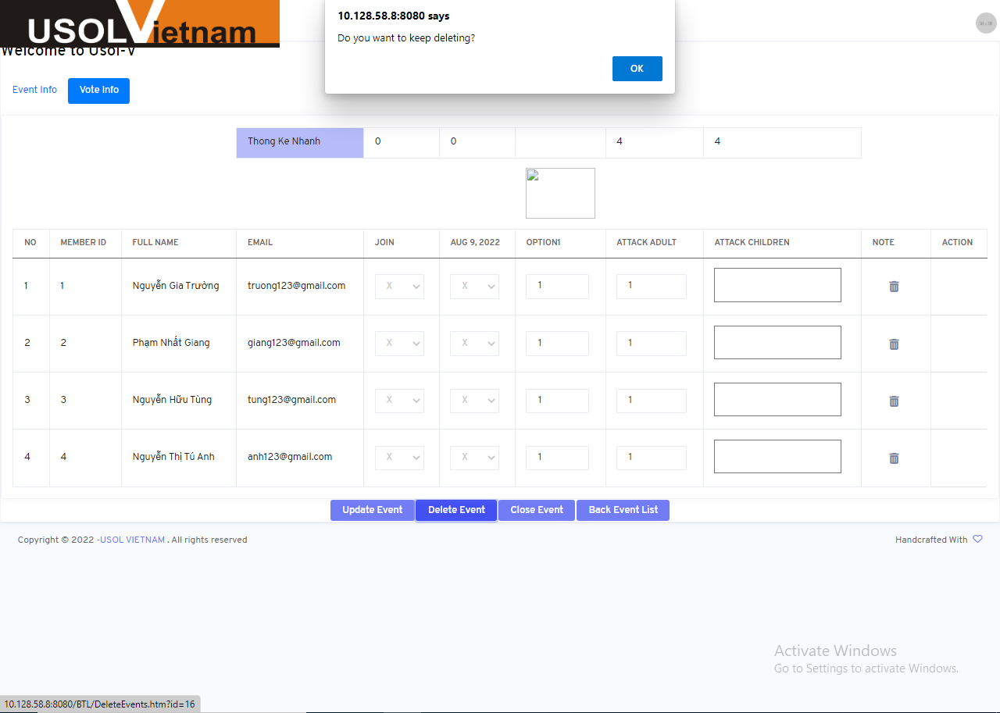 10.128.58.8:8080 says
Do you want to keep deleting?
OK
USOL Vietnam
Welcome to Usol-V
Event Info Vote Info
Thong Ke Nhanh 0 0 4 4
NO MEMBER ID FULL NAME EMAIL JOIN AUG 9, 2022 OPTION1 ATTACK ADULT ATTACK CHILDREN NOTE ACTION
1 1 Nguyễn Gia Trường truong123@gmail.com X X 1 1
2 2 Phạm Nhất Giang giang123@gmail.com X X 1 1
3 3 Nguyễn Hữu Tùng tung123@gmail.com X X 1 1
4 4 Nguyễn Thị Tú Anh anh123@gmail.com X X 1 1
Update Event Delete Event Close Event Back Event List
Copyright © 2022 -USOL VIETNAM . All rights reserved Handcrafted With
Activate Windows
Go to Settings to activate Windows.
10.128.58.8:8080/BTL/DeleteEvents.htm?id=16